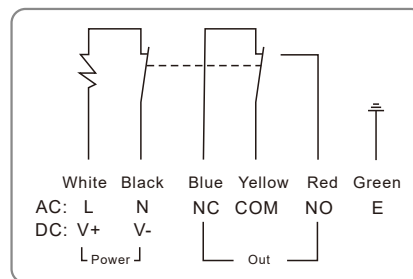 White Black Blue Yellow Red Green
AC: L N NC COM NO E
DC: V+ V-
Power Out